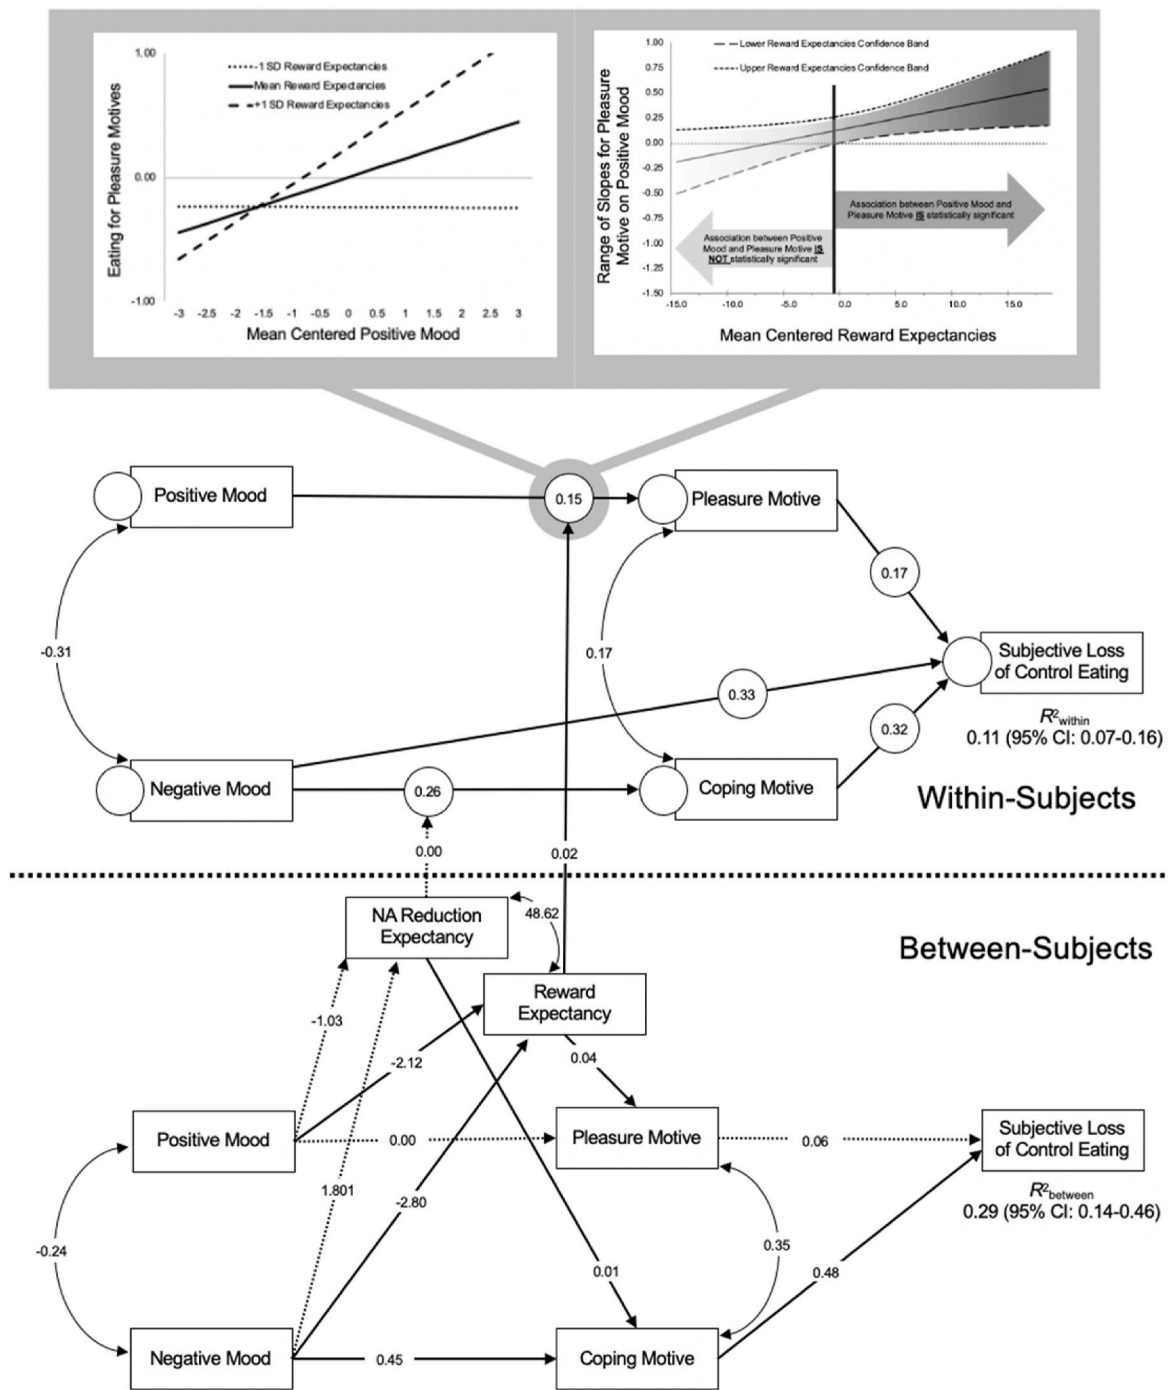 1.00
0.00
-1.00
Eating for Pleasure Motives
-1 SD Reward Expectancies
Mean Reward Expectancies
+1 SD Reward Expectancies
-3 -2.5 -2 -1.5 -1 -0.5 0 0.5 1 1.5 2 2.5 3
Mean Centered Positive Mood
Range of Slopes for Pleasure
Motive on Positive Mood
1.00
0.75
0.50
0.25
0.00
-0.25
-0.50
-0.75
-1.00
-1.25
-1.50
Lower Reward Expectancies Confidence Band
Upper Reward Expectancies Confidence Band
Association between Positive Mood and
Pleasure Motive IS statistically significant
Association between Positive
Mood and Pleasure Motive IS
NOT statistically significant
-15.0 -10.0 -5.0 0.0 5.0 10.0 15.0
Mean Centered Reward Expectancies
Positive Mood
0.15
Pleasure Motive
0.17
-0.31
0.17
Subjective Loss
of Control Eating
0.33
R²within
0.11 (95% CI: 0.07-0.16)
0.32
Negative Mood
0.26
Coping Motive
Within-Subjects
0.00
0.02
NA Reduction
Expectancy
48.62
Between-Subjects
Reward
Expectancy
-1.03
-2.12
0.04
Positive Mood
0.00
Pleasure Motive
0.06
Subjective Loss
of Control Eating
1.801
-2.80
R²between
0.29 (95% CI: 0.14-0.46)
-0.24
0.35
0.01
0.48
Negative Mood
0.45
Coping Motive